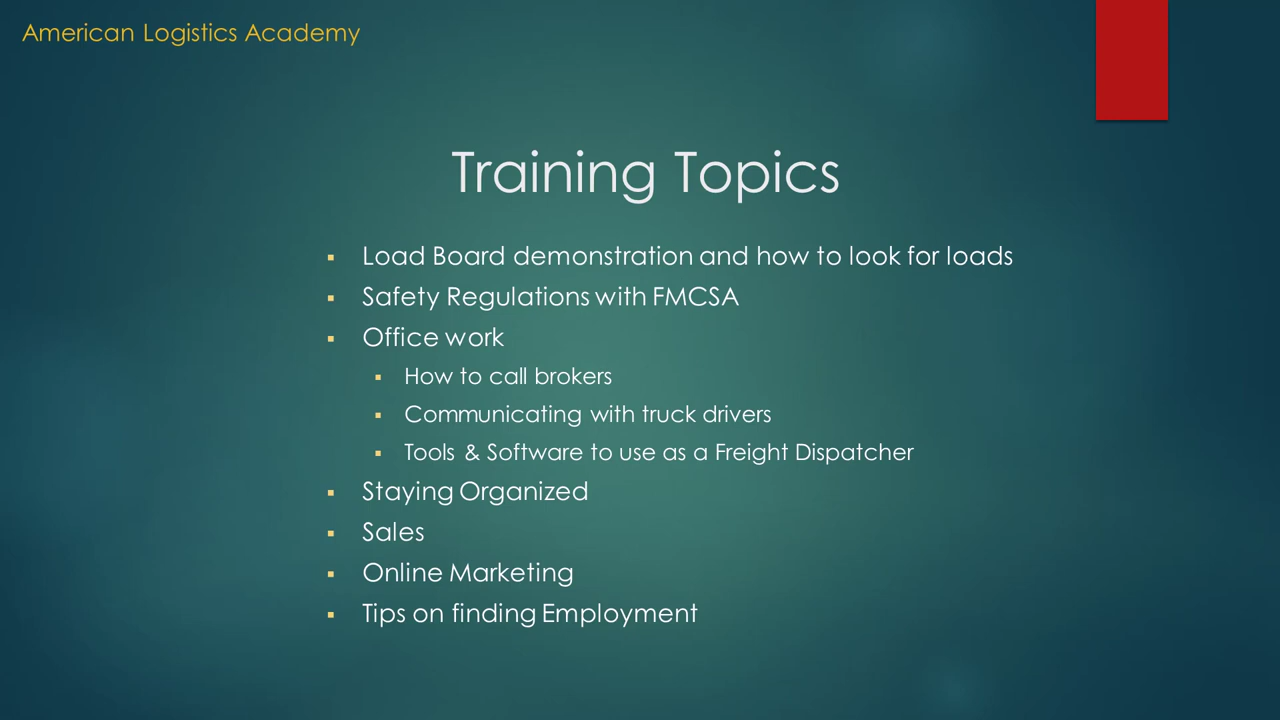 American Logistics Academy
Training Topics
▪ Load Board demonstration and how to look for loads
▪ Safety Regulations with FMCSA
▪ Office work
▪ How to call brokers
▪ Communicating with truck drivers
▪ Tools & Software to use as a Freight Dispatcher
▪ Staying Organized
▪ Sales
▪ Online Marketing
▪ Tips on finding Employment